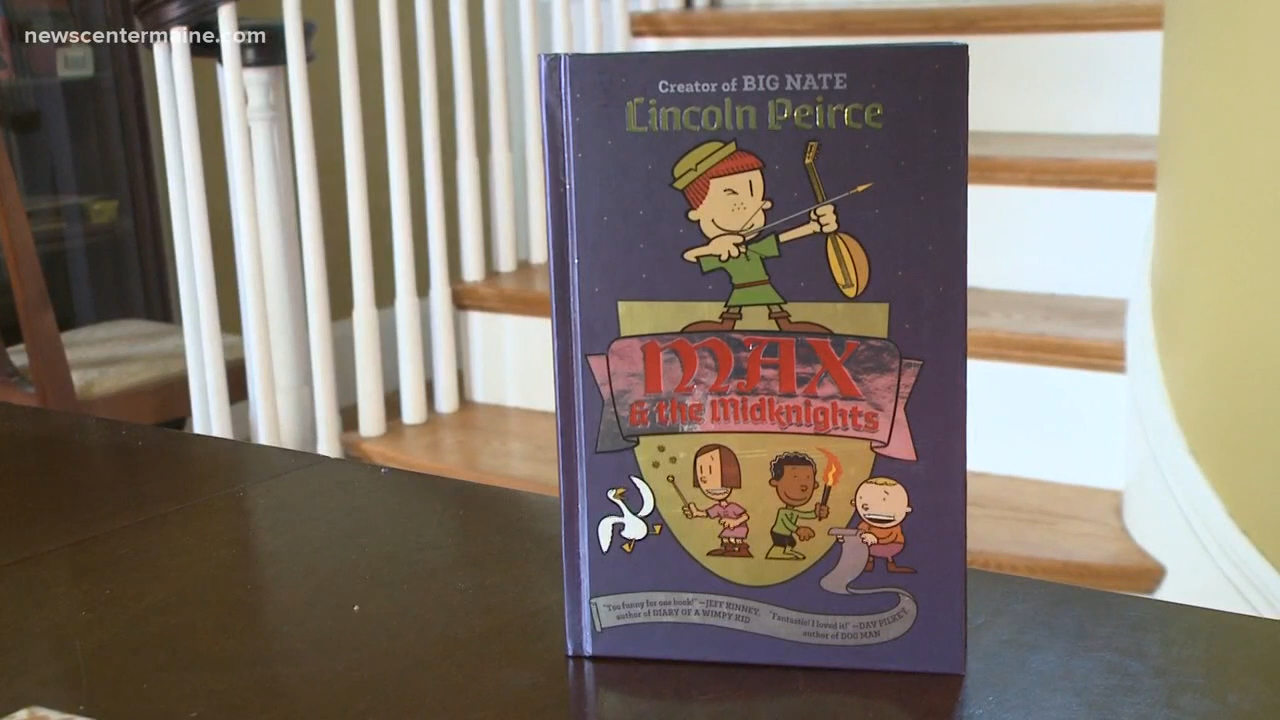 newscentermaine.com
Creator of BIG NATE
Lincoln Peirce
MAX
& the Midknights
"Too funny for one book!" —JEFF KINNEY,
author of DIARY OF A WIMPY KID
"Fantastic! I loved it!" —DAV PILKEY,
author of DOG MAN